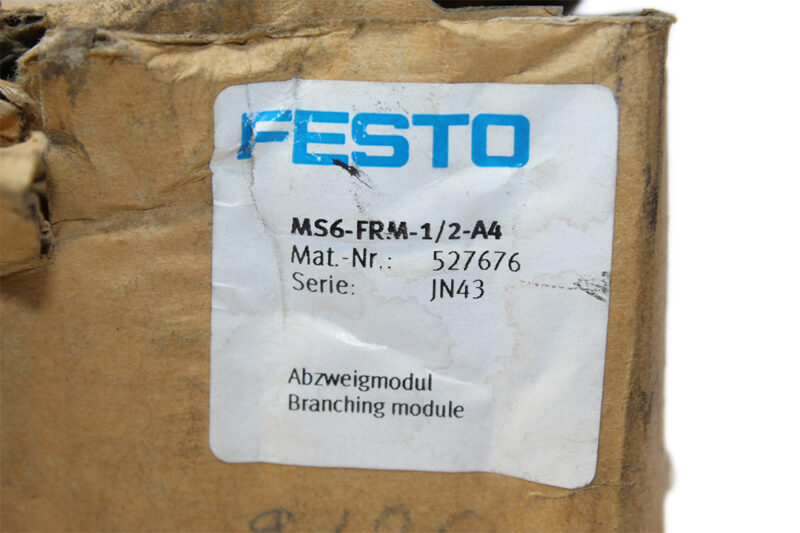 FESTO
MS6-FRM-1/2-A4
Mat.-Nr.: 527676
Serie: JN43
Abzweigmodul
Branching module